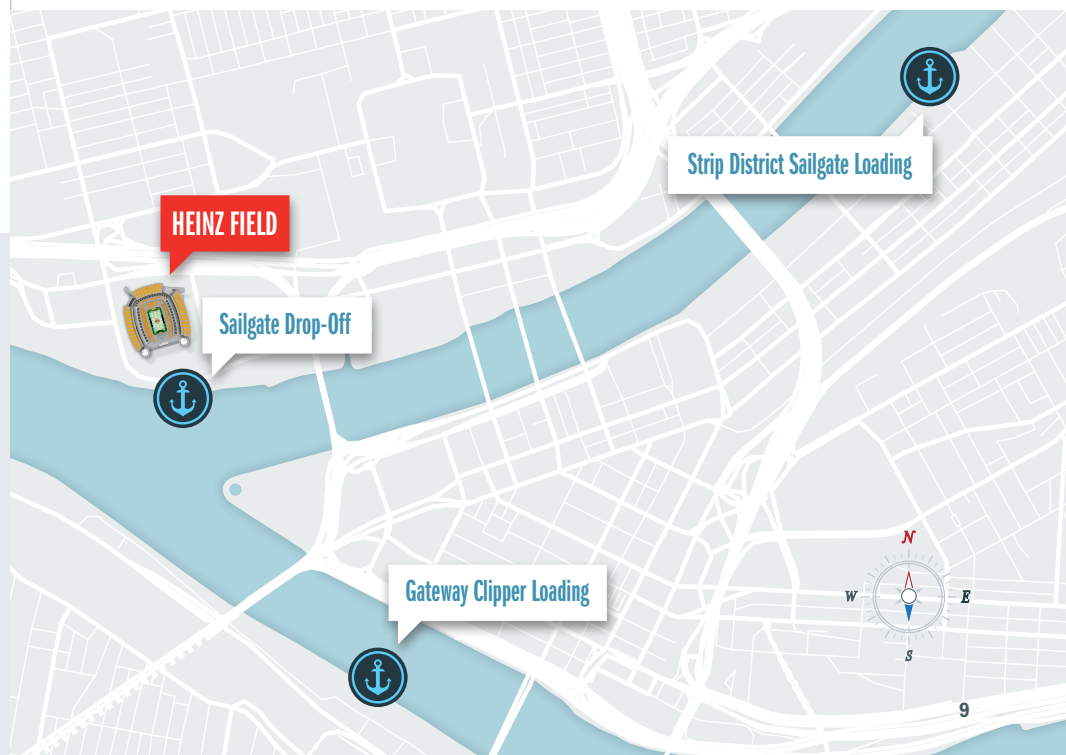 Strip District Sailgate Loading
HEINZ FIELD
Sailgate Drop-Off
Gateway Clipper Loading
N
W
E
S
9